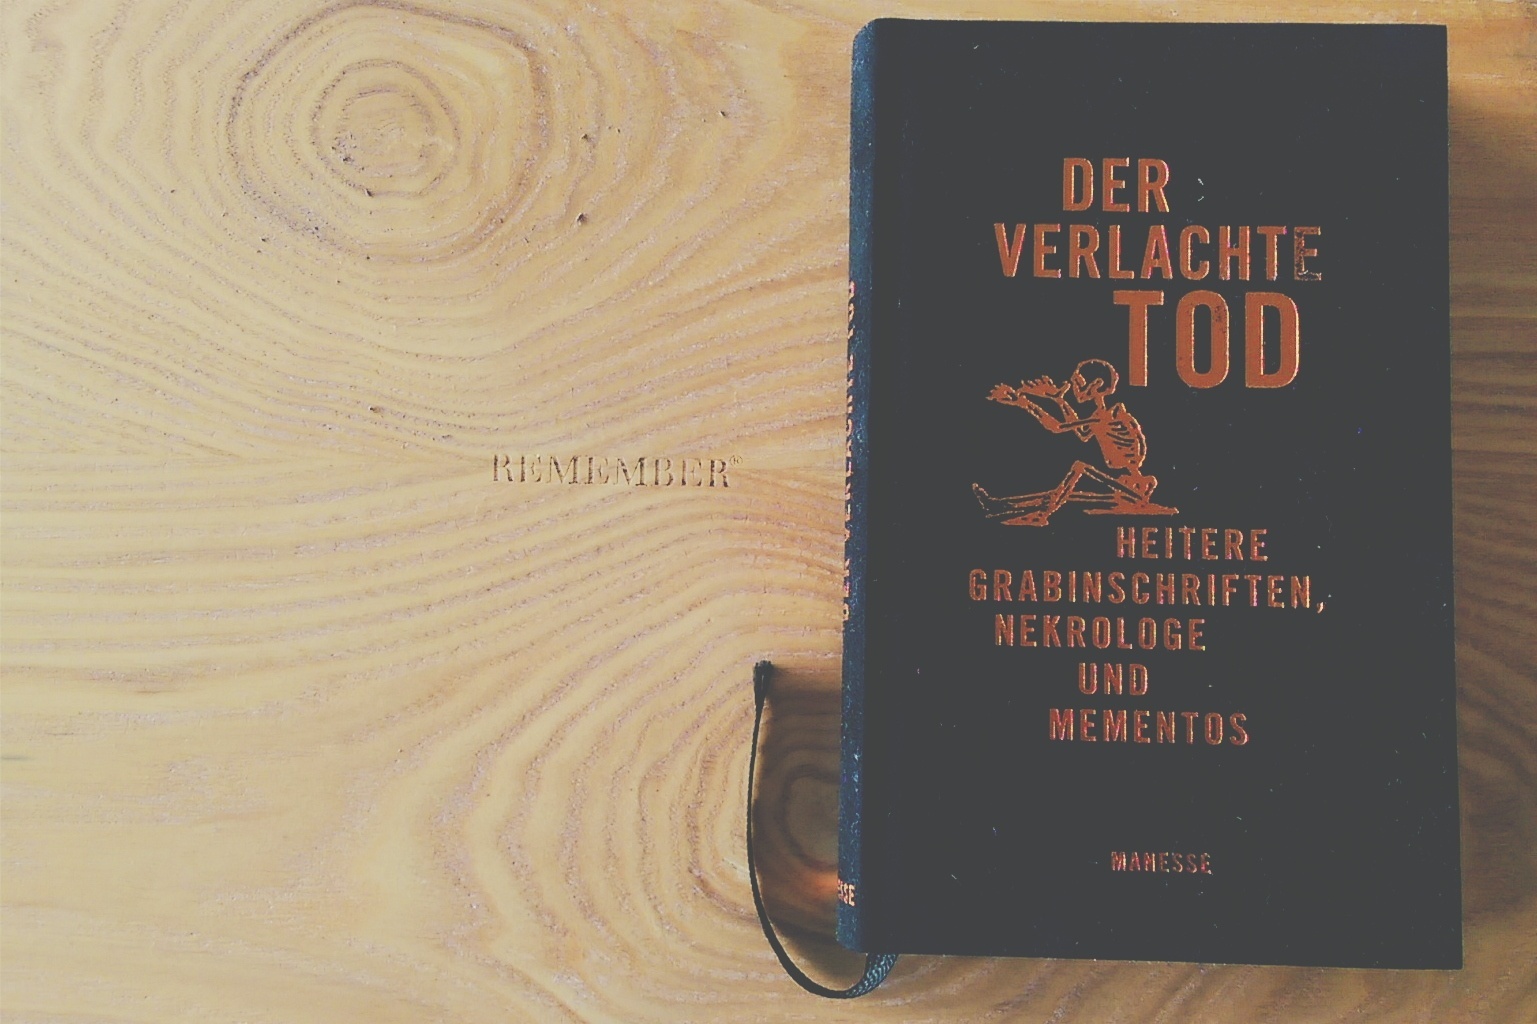 REMEMBER®
DER
VERLACHTE
TOD
HEITERE
GRABINSCHRIFTEN,
NEKROLOGE
UND
MEMENTOS
MANESSE